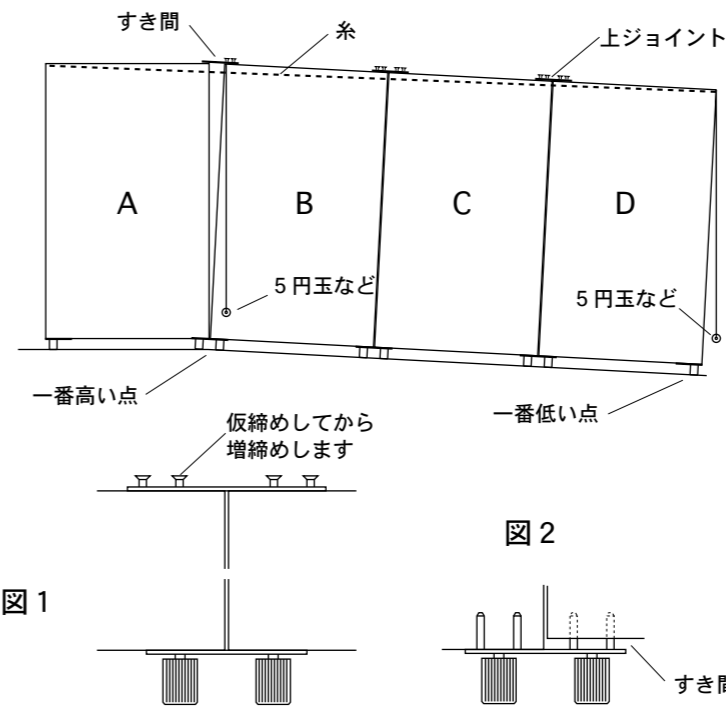 すき間
糸
上ジョイント
A
B
C
D
5円玉など
5円玉など
一番高い点
一番低い点
仮締めしてから
増締めします
図2
図1
すき間